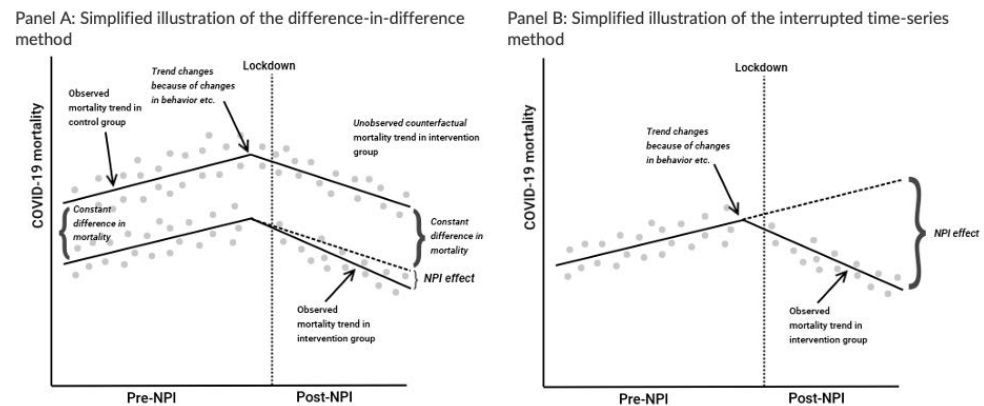 Panel A: Simplified illustration of the difference-in-difference
method
Lockdown
Trend changes
because of changes
in behavior etc.
Observed
mortality trend in
control group
Unobserved counterfactual
mortality trend in intervention
group
COVID-19 mortality
Constant
difference in
mortality
Constant
difference in
mortality
NPI effect
Observed
mortality trend in
intervention group
Pre-NPI
Post-NPI
Panel B: Simplified illustration of the interrupted time-series
method
Lockdown
Trend changes
because of changes
in behavior etc.
COVID-19 mortality
NPI effect
Observed
mortality trend in
intervention group
Pre-NPI
Post-NPI